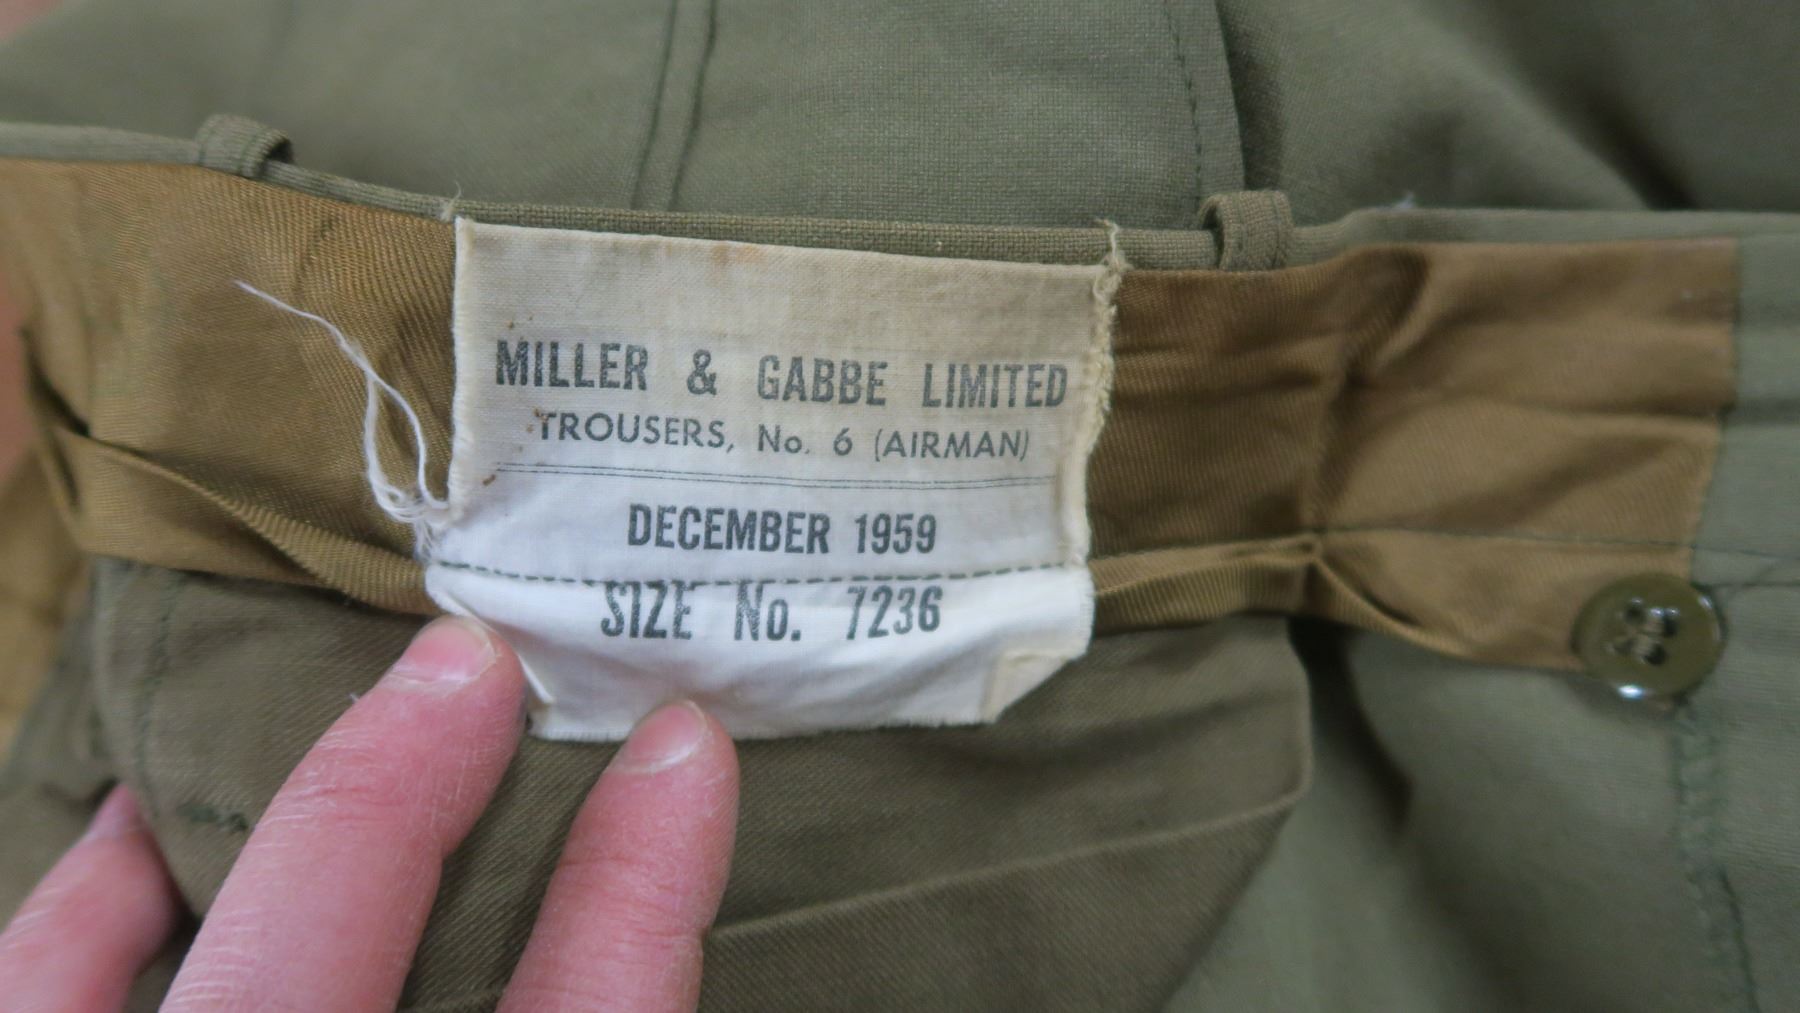 MILLER & GABBE LIMITED
TROUSERS, No. 6 (AIRMAN)
DECEMBER 1959
SIZE No. 7236